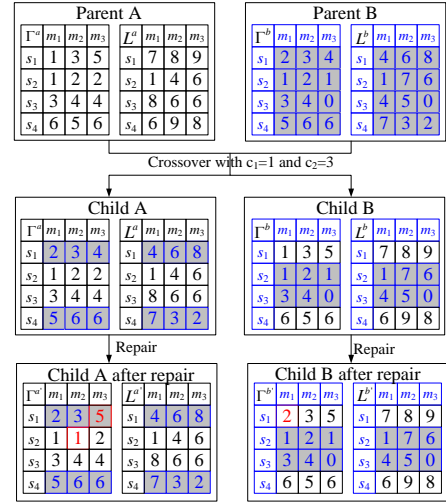 Parent A
Parent B
Γᵃ m₁ m₂ m₃ Lᵃ m₁ m₂ m₃
s₁ 1 3 5 s₁ 7 8 9
s₂ 1 2 2 s₂ 1 4 6
s₃ 3 4 4 s₃ 8 6 6
s₄ 6 5 6 s₄ 6 9 8
Γᵇ m₁ m₂ m₃ Lᵇ m₁ m₂ m₃
s₁ 2 3 4 s₁ 4 6 8
s₂ 1 2 1 s₂ 1 7 6
s₃ 3 4 0 s₃ 4 5 0
s₄ 5 6 6 s₄ 7 3 2
Crossover with c₁=1 and c₂=3
Child A
Child B
Γᵃ m₁ m₂ m₃ Lᵃ m₁ m₂ m₃
s₁ 2 3 4 s₁ 4 6 8
s₂ 1 2 2 s₂ 1 4 6
s₃ 3 4 4 s₃ 8 6 6
s₄ 5 6 6 s₄ 7 3 2
Γᵇ m₁ m₂ m₃ Lᵇ m₁ m₂ m₃
s₁ 1 3 5 s₁ 7 8 9
s₂ 1 2 1 s₂ 1 7 6
s₃ 3 4 0 s₃ 4 5 0
s₄ 6 5 6 s₄ 6 9 8
Repair
Repair
Child A after repair
Child B after repair
Γᵃ' m₁ m₂ m₃ Lᵃ' m₁ m₂ m₃
s₁ 2 3 5 s₁ 4 6 8
s₂ 1 1 2 s₂ 1 4 6
s₃ 3 4 4 s₃ 8 6 6
s₄ 5 6 6 s₄ 7 3 2
Γᵇ' m₁ m₂ m₃ Lᵇ' m₁ m₂ m₃
s₁ 2 3 5 s₁ 7 8 9
s₂ 1 2 1 s₂ 1 7 6
s₃ 3 4 0 s₃ 4 5 0
s₄ 6 5 6 s₄ 6 9 8